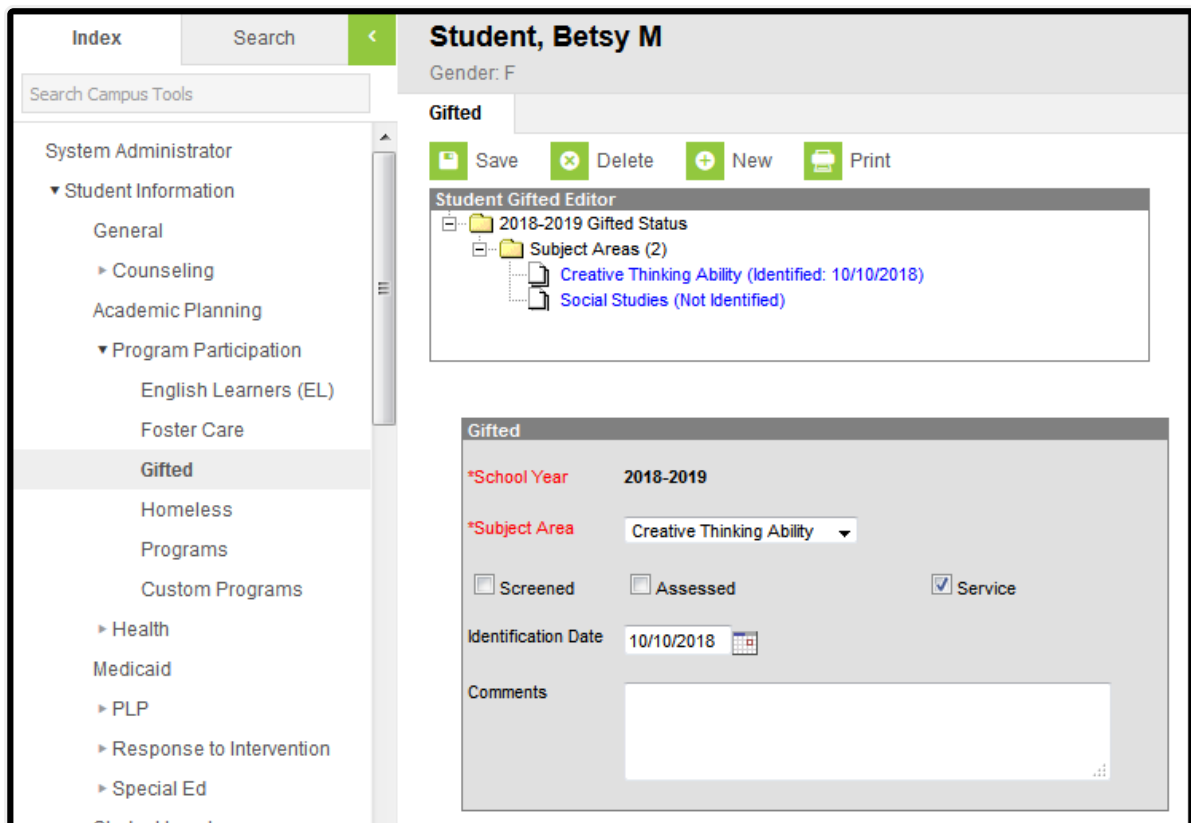 Index
Search
Search Campus Tools
System Administrator
Student Information
General
Counseling
Academic Planning
Program Participation
English Learners (EL)
Foster Care
Gifted
Homeless
Programs
Custom Programs
Health
Medicaid
PLP
Response to Intervention
Special Ed
Student, Betsy M
Gender: F
Gifted
Save Delete New Print
Student Gifted Editor
2018-2019 Gifted Status
Subject Areas (2)
Creative Thinking Ability (Identified: 10/10/2018)
Social Studies (Not Identified)
Gifted
*School Year 2018-2019
*Subject Area Creative Thinking Ability
Screened Assessed Service
Identification Date 10/10/2018
Comments